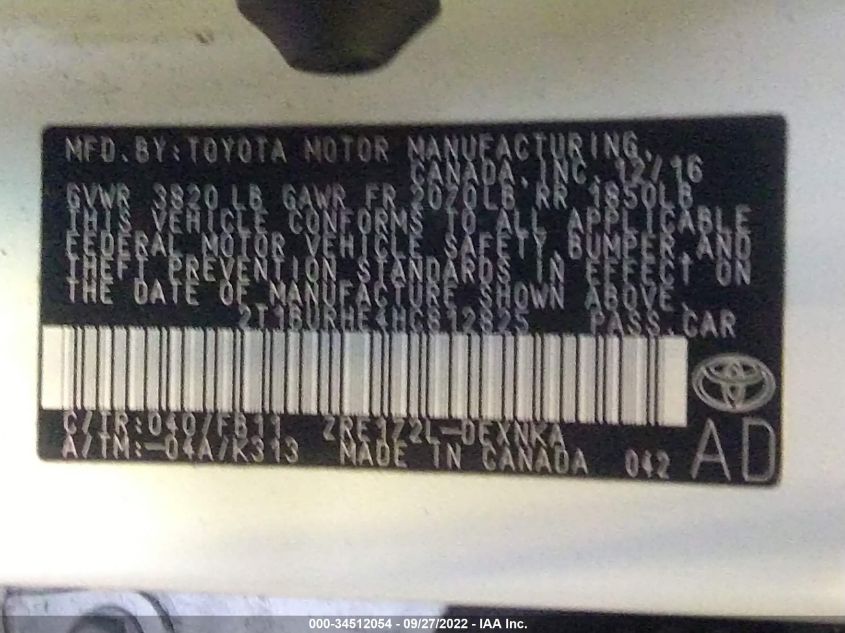 MFD.BY:TOYOTA MOTOR MANUFACTURING,
CANADA,INC. 12/16
GVWR 3820 LB GAWR FR 2070LB RR 1850LB
THIS VEHICLE CONFORMS TO ALL APPLICABLE
FEDERAL MOTOR VEHICLE SAFETY,BUMPER,AND
THEFT PREVENTION STANDARDS IN EFFECT ON
THE DATE OF MANUFACTURE SHOWN ABOVE.
PASS.CAR
C/TR:040/FB11 ZRE172L-DEXNKA
A/TM:-04A/K313 MADE IN CANADA 042
AD
000-34512054 - 09/27/2022 - IAA Inc.